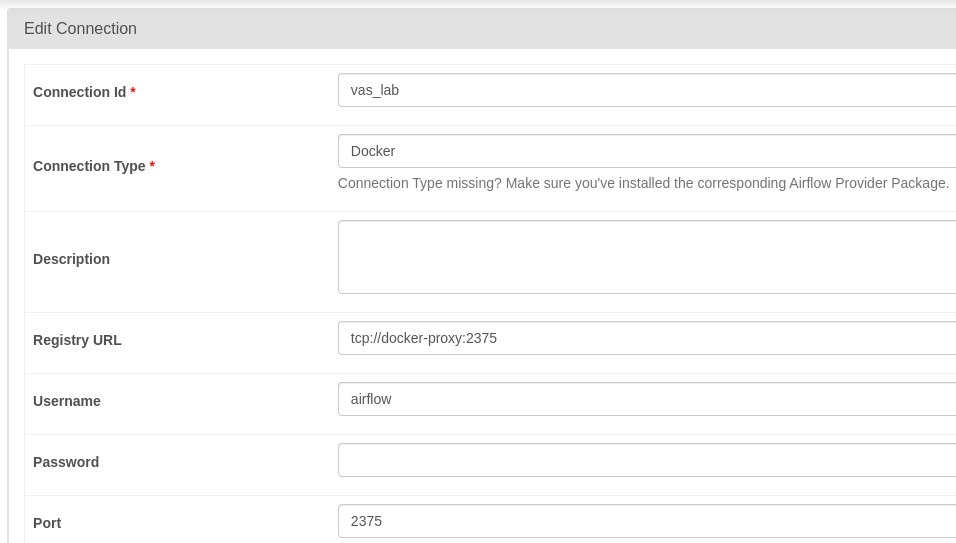 Edit Connection
Connection Id *
vas_lab
Connection Type *
Docker
Connection Type missing? Make sure you've installed the corresponding Airflow Provider Package.
Description
Registry URL
tcp://docker-proxy:2375
Username
airflow
Password
Port
2375